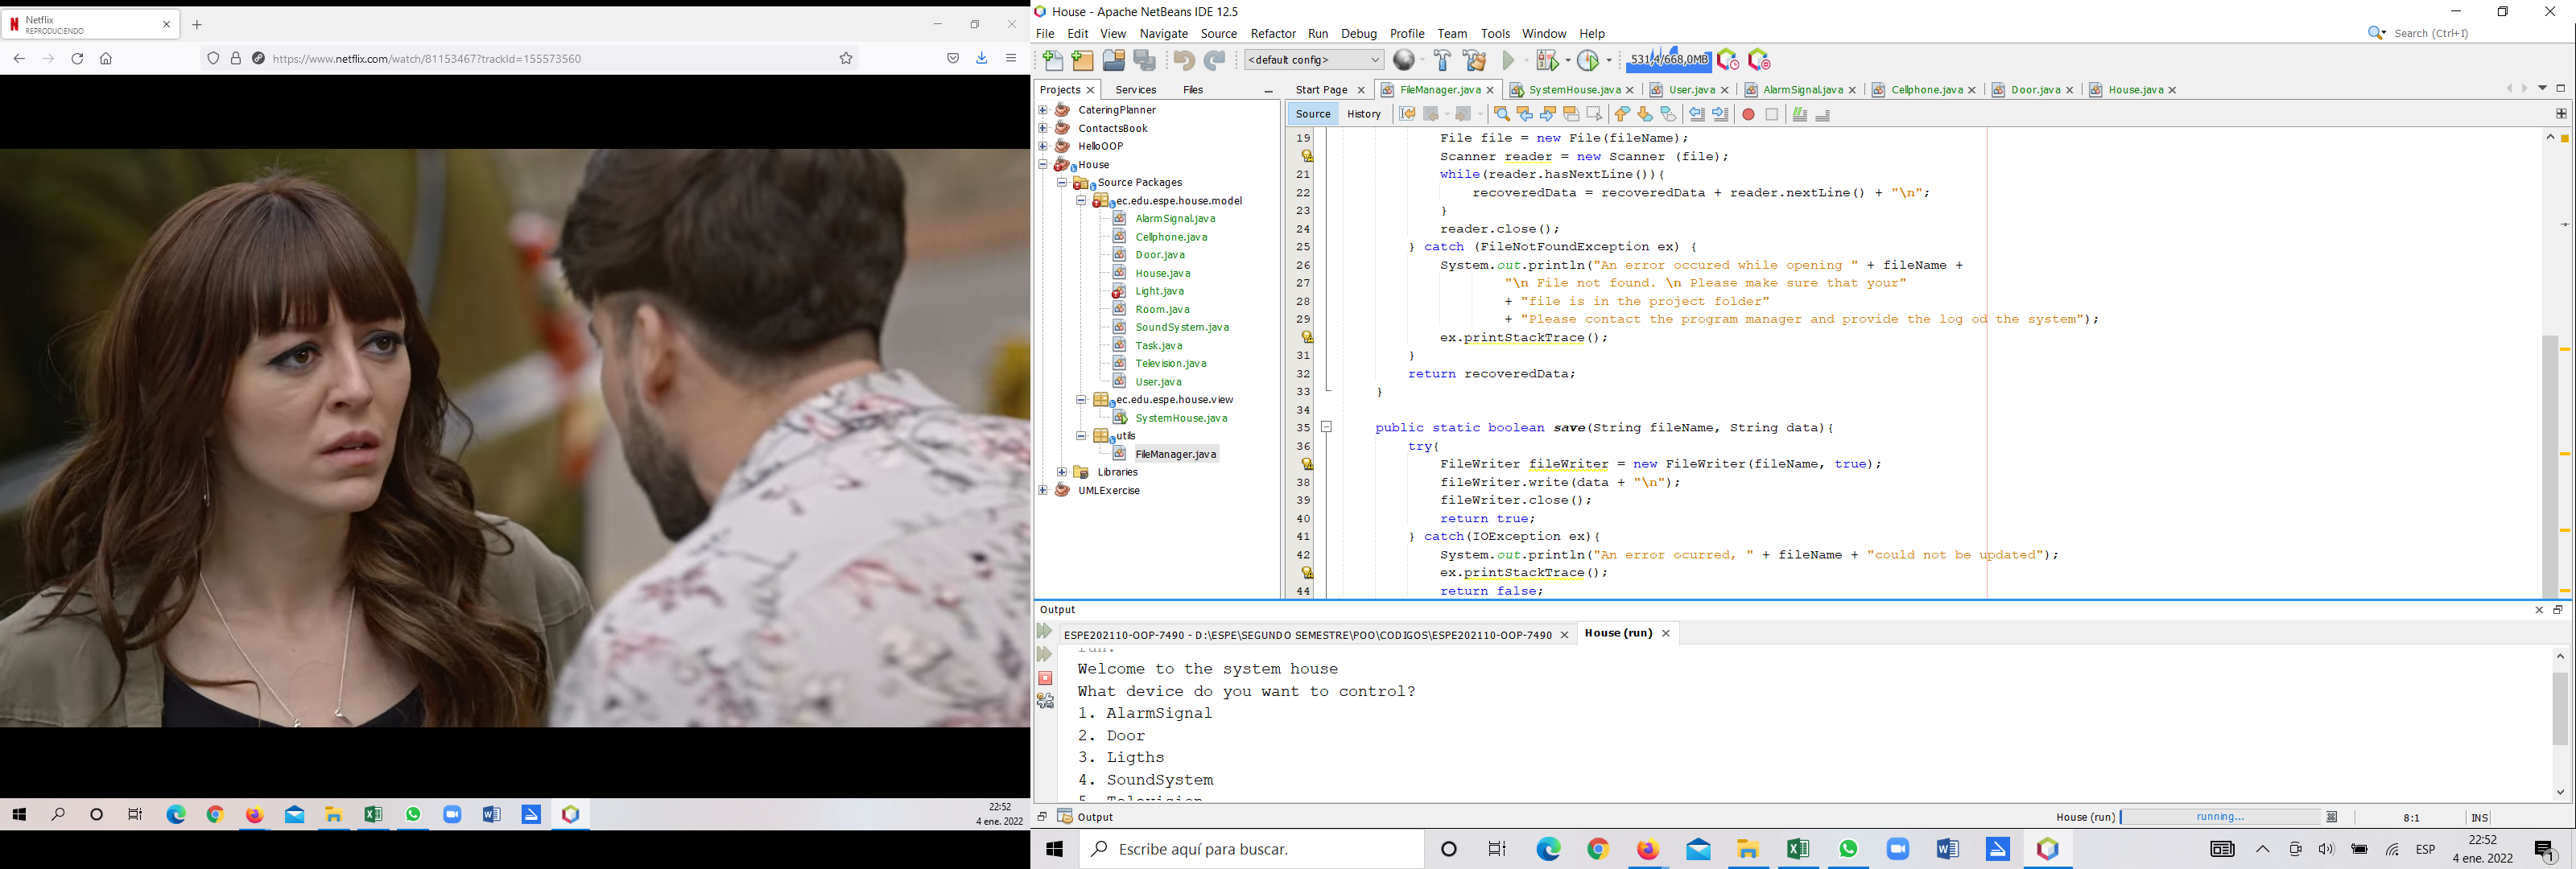 Netflix
REPRODUCIENDO
https://www.netflix.com/watch/81153467?trackId=155573560
22:52
4 ene. 2022
House - Apache NetBeans IDE 12.5
File Edit View Navigate Source Refactor Run Debug Profile Team Tools Window Help
Search (Ctrl+I)
<default config>
531,4/668,0MB
Projects Services Files
Start Page FileManager.java SystemHouse.java User.java AlarmSignal.java Cellphone.java Door.java House.java
Source History
CateringPlanner
ContactsBook
HelloOOP
House
Source Packages
ec.edu.espe.house.model
AlarmSignal.java
Cellphone.java
Door.java
House.java
Light.java
Room.java
SoundSystem.java
Task.java
Television.java
User.java
ec.edu.espe.house.view
SystemHouse.java
utils
FileManager.java
Libraries
UMLExercise
19 File file = new File(fileName);
Scanner reader = new Scanner (file);
21 while(reader.hasNextLine()){
22 recoveredData = recoveredData + reader.nextLine() + "\n";
23 }
24 reader.close();
25 } catch (FileNotFoundException ex) {
26 System.out.println("An error occured while opening " + fileName +
27 "\n File not found. \n Please make sure that your"
28 + "file is in the project folder"
29 + "Please contact the program manager and provide the log od the system");
ex.printStackTrace();
31 }
32 return recoveredData;
33 }
34
35 public static boolean save(String fileName, String data){
36 try{
FileWriter fileWriter = new FileWriter(fileName, true);
38 fileWriter.write(data + "\n");
39 fileWriter.close();
40 return true;
41 } catch(IOException ex){
42 System.out.println("An error ocurred, " + fileName + "could not be updated");
ex.printStackTrace();
44 return false;
Output
ESPE202110-OOP-7490 - D:\ESPE\SEGUNDO SEMESTRE\POO\CODIGOS\ESPE202110-OOP-7490 House (run)
run:
Welcome to the system house
What device do you want to control?
1. AlarmSignal
2. Door
3. Ligths
4. SoundSystem
5. Television
Output
House (run) running... 8:1 INS
Escribe aquí para buscar.
ESP
22:52
4 ene. 2022
1